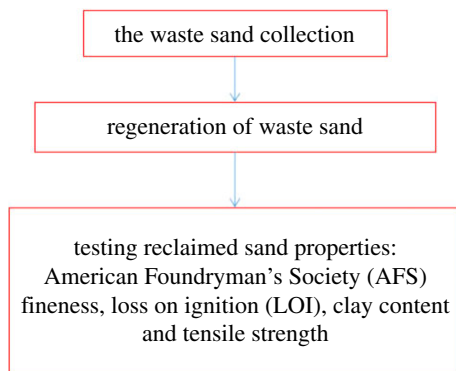 the waste sand collection
regeneration of waste sand
testing reclaimed sand properties:
American Foundryman’s Society (AFS)
fineness, loss on ignition (LOI), clay content
and tensile strength